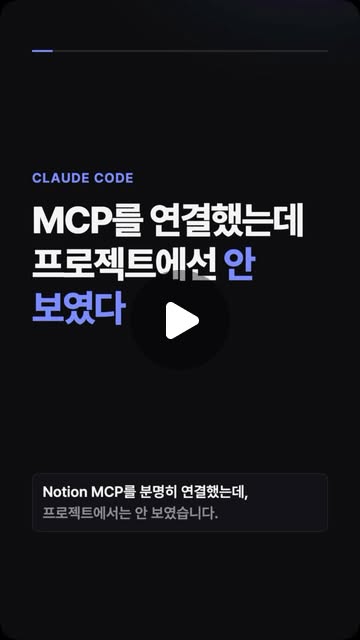 CLAUDE CODE
MCP를 연결했는데
프로젝트에선 안
보였다
Notion MCP를 분명히 연결했는데,
프로젝트에서는 안 보였습니다.